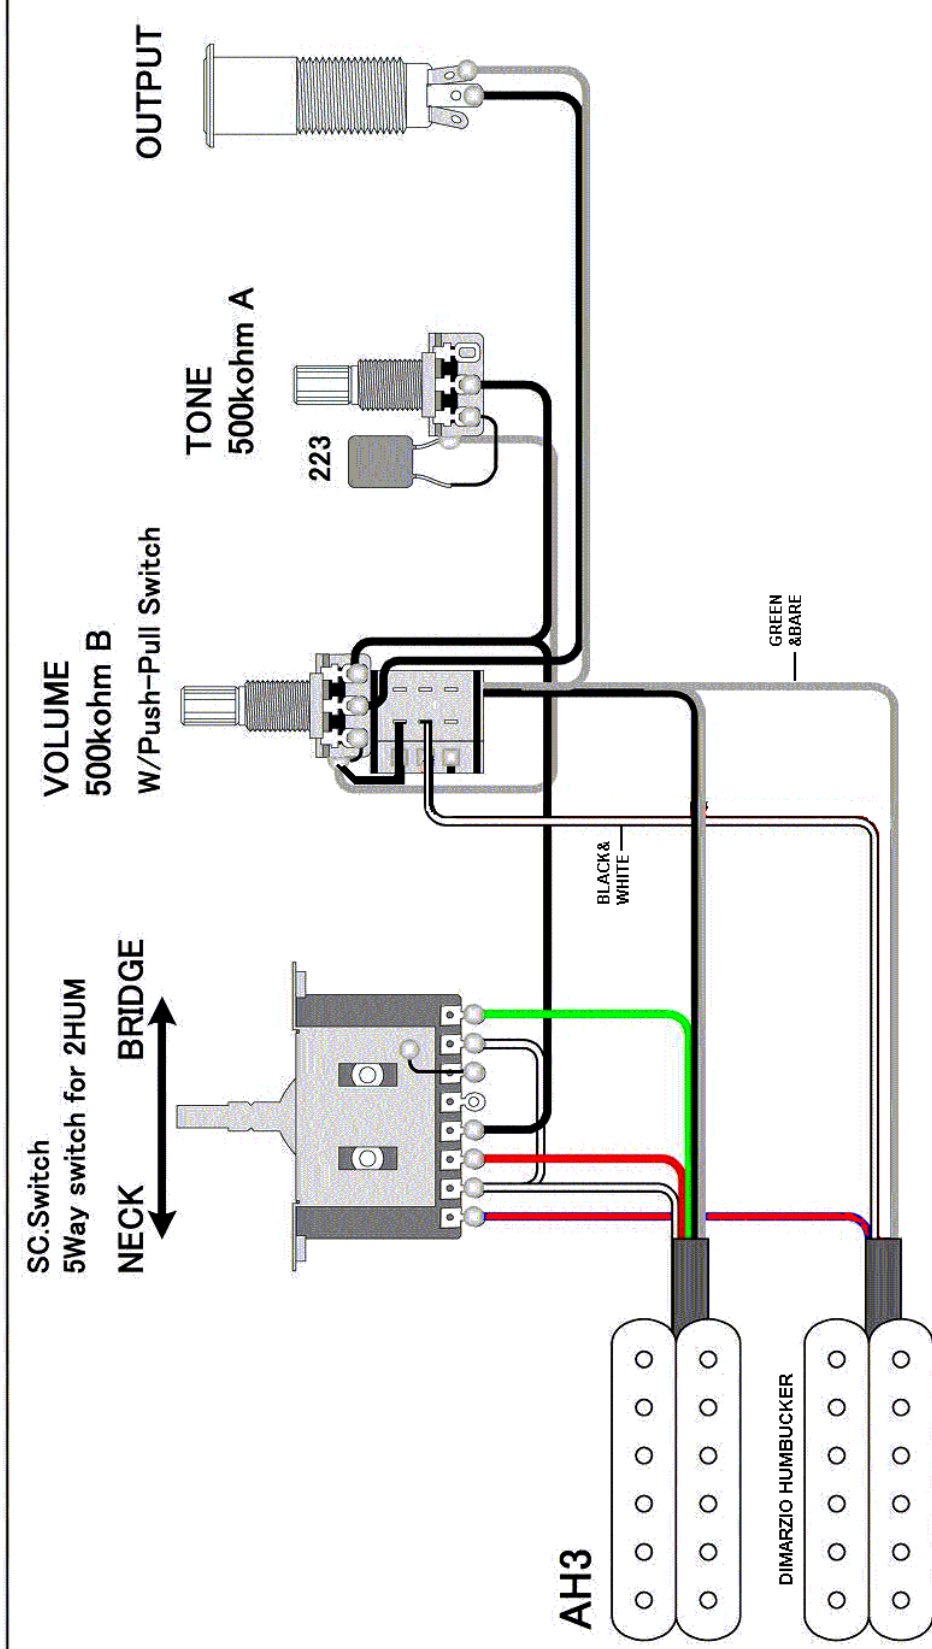 SC.Switch
5Way switch for 2HUM
NECK
BRIDGE
VOLUME
500kohm B
W/Push-Pull Switch
TONE
500kohm A
223
OUTPUT
BLACK&
WHITE
GREEN
&BARE
AH3
DIMARZIO HUMBUCKER